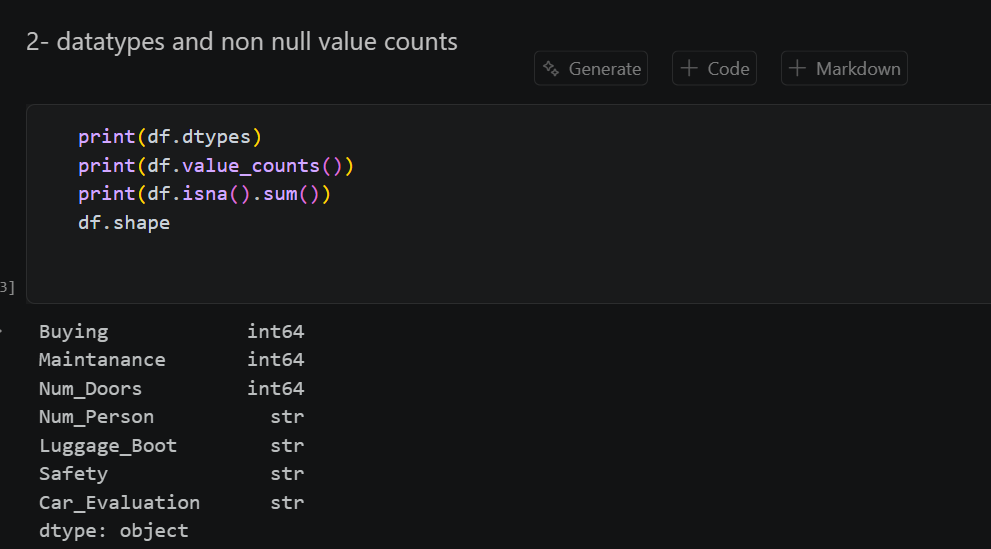 2- datatypes and non null value counts
Generate
Code
Markdown
print(df.dtypes)
print(df.value_counts())
print(df.isna().sum())
df.shape
3]
Buying int64
Maintanance int64
Num_Doors int64
Num_Person str
Luggage_Boot str
Safety str
Car_Evaluation str
dtype: object